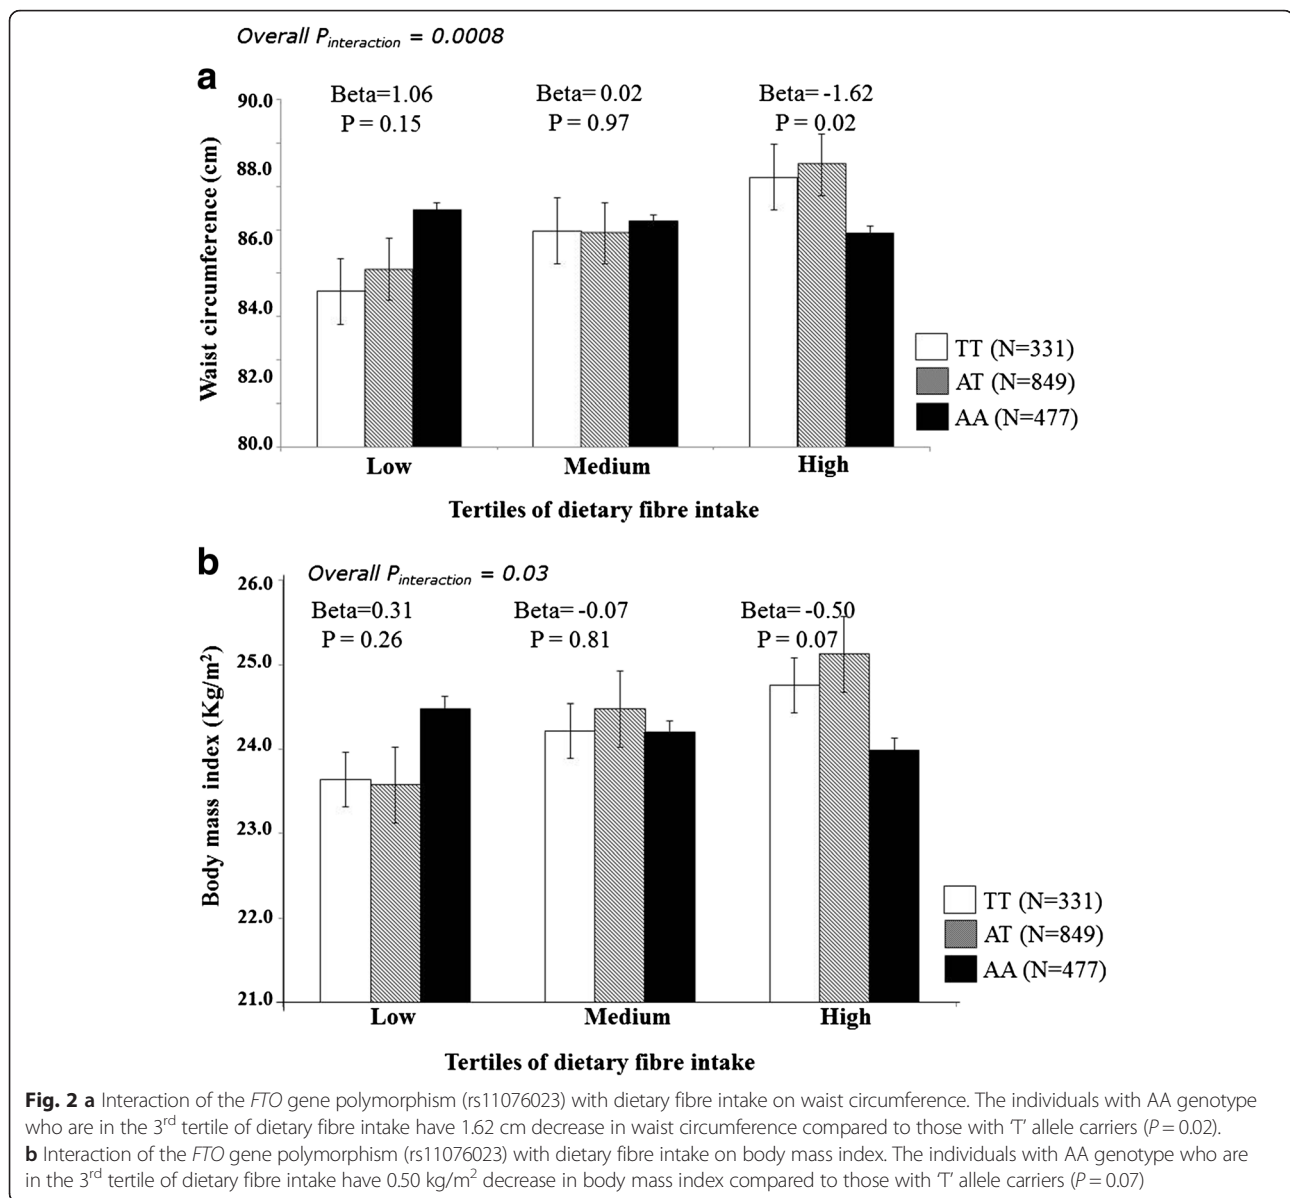 Overall Pinteraction = 0.0008
a
Beta=1.06 Beta= 0.02 Beta= -1.62
P = 0.15 P = 0.97 P = 0.02
90.0
88.0
86.0
84.0
82.0
80.0
Waist circumference (cm)
TT (N=331)
AT (N=849)
AA (N=477)
Low Medium High
Tertiles of dietary fibre intake
b
Overall Pinteraction = 0.03
Beta=0.31 Beta= -0.07 Beta= -0.50
P = 0.26 P = 0.81 P = 0.07
26.0
25.0
24.0
23.0
22.0
21.0
Body mass index (Kg/m²)
TT (N=331)
AT (N=849)
AA (N=477)
Low Medium High
Tertiles of dietary fibre intake
Fig. 2 a Interaction of the FTO gene polymorphism (rs11076023) with dietary fibre intake on waist circumference. The individuals with AA genotype
who are in the 3rd tertile of dietary fibre intake have 1.62 cm decrease in waist circumference compared to those with ‘T’ allele carriers (P = 0.02).
b Interaction of the FTO gene polymorphism (rs11076023) with dietary fibre intake on body mass index. The individuals with AA genotype who are
in the 3rd tertile of dietary fibre intake have 0.50 kg/m² decrease in body mass index compared to those with ‘T’ allele carriers (P = 0.07)